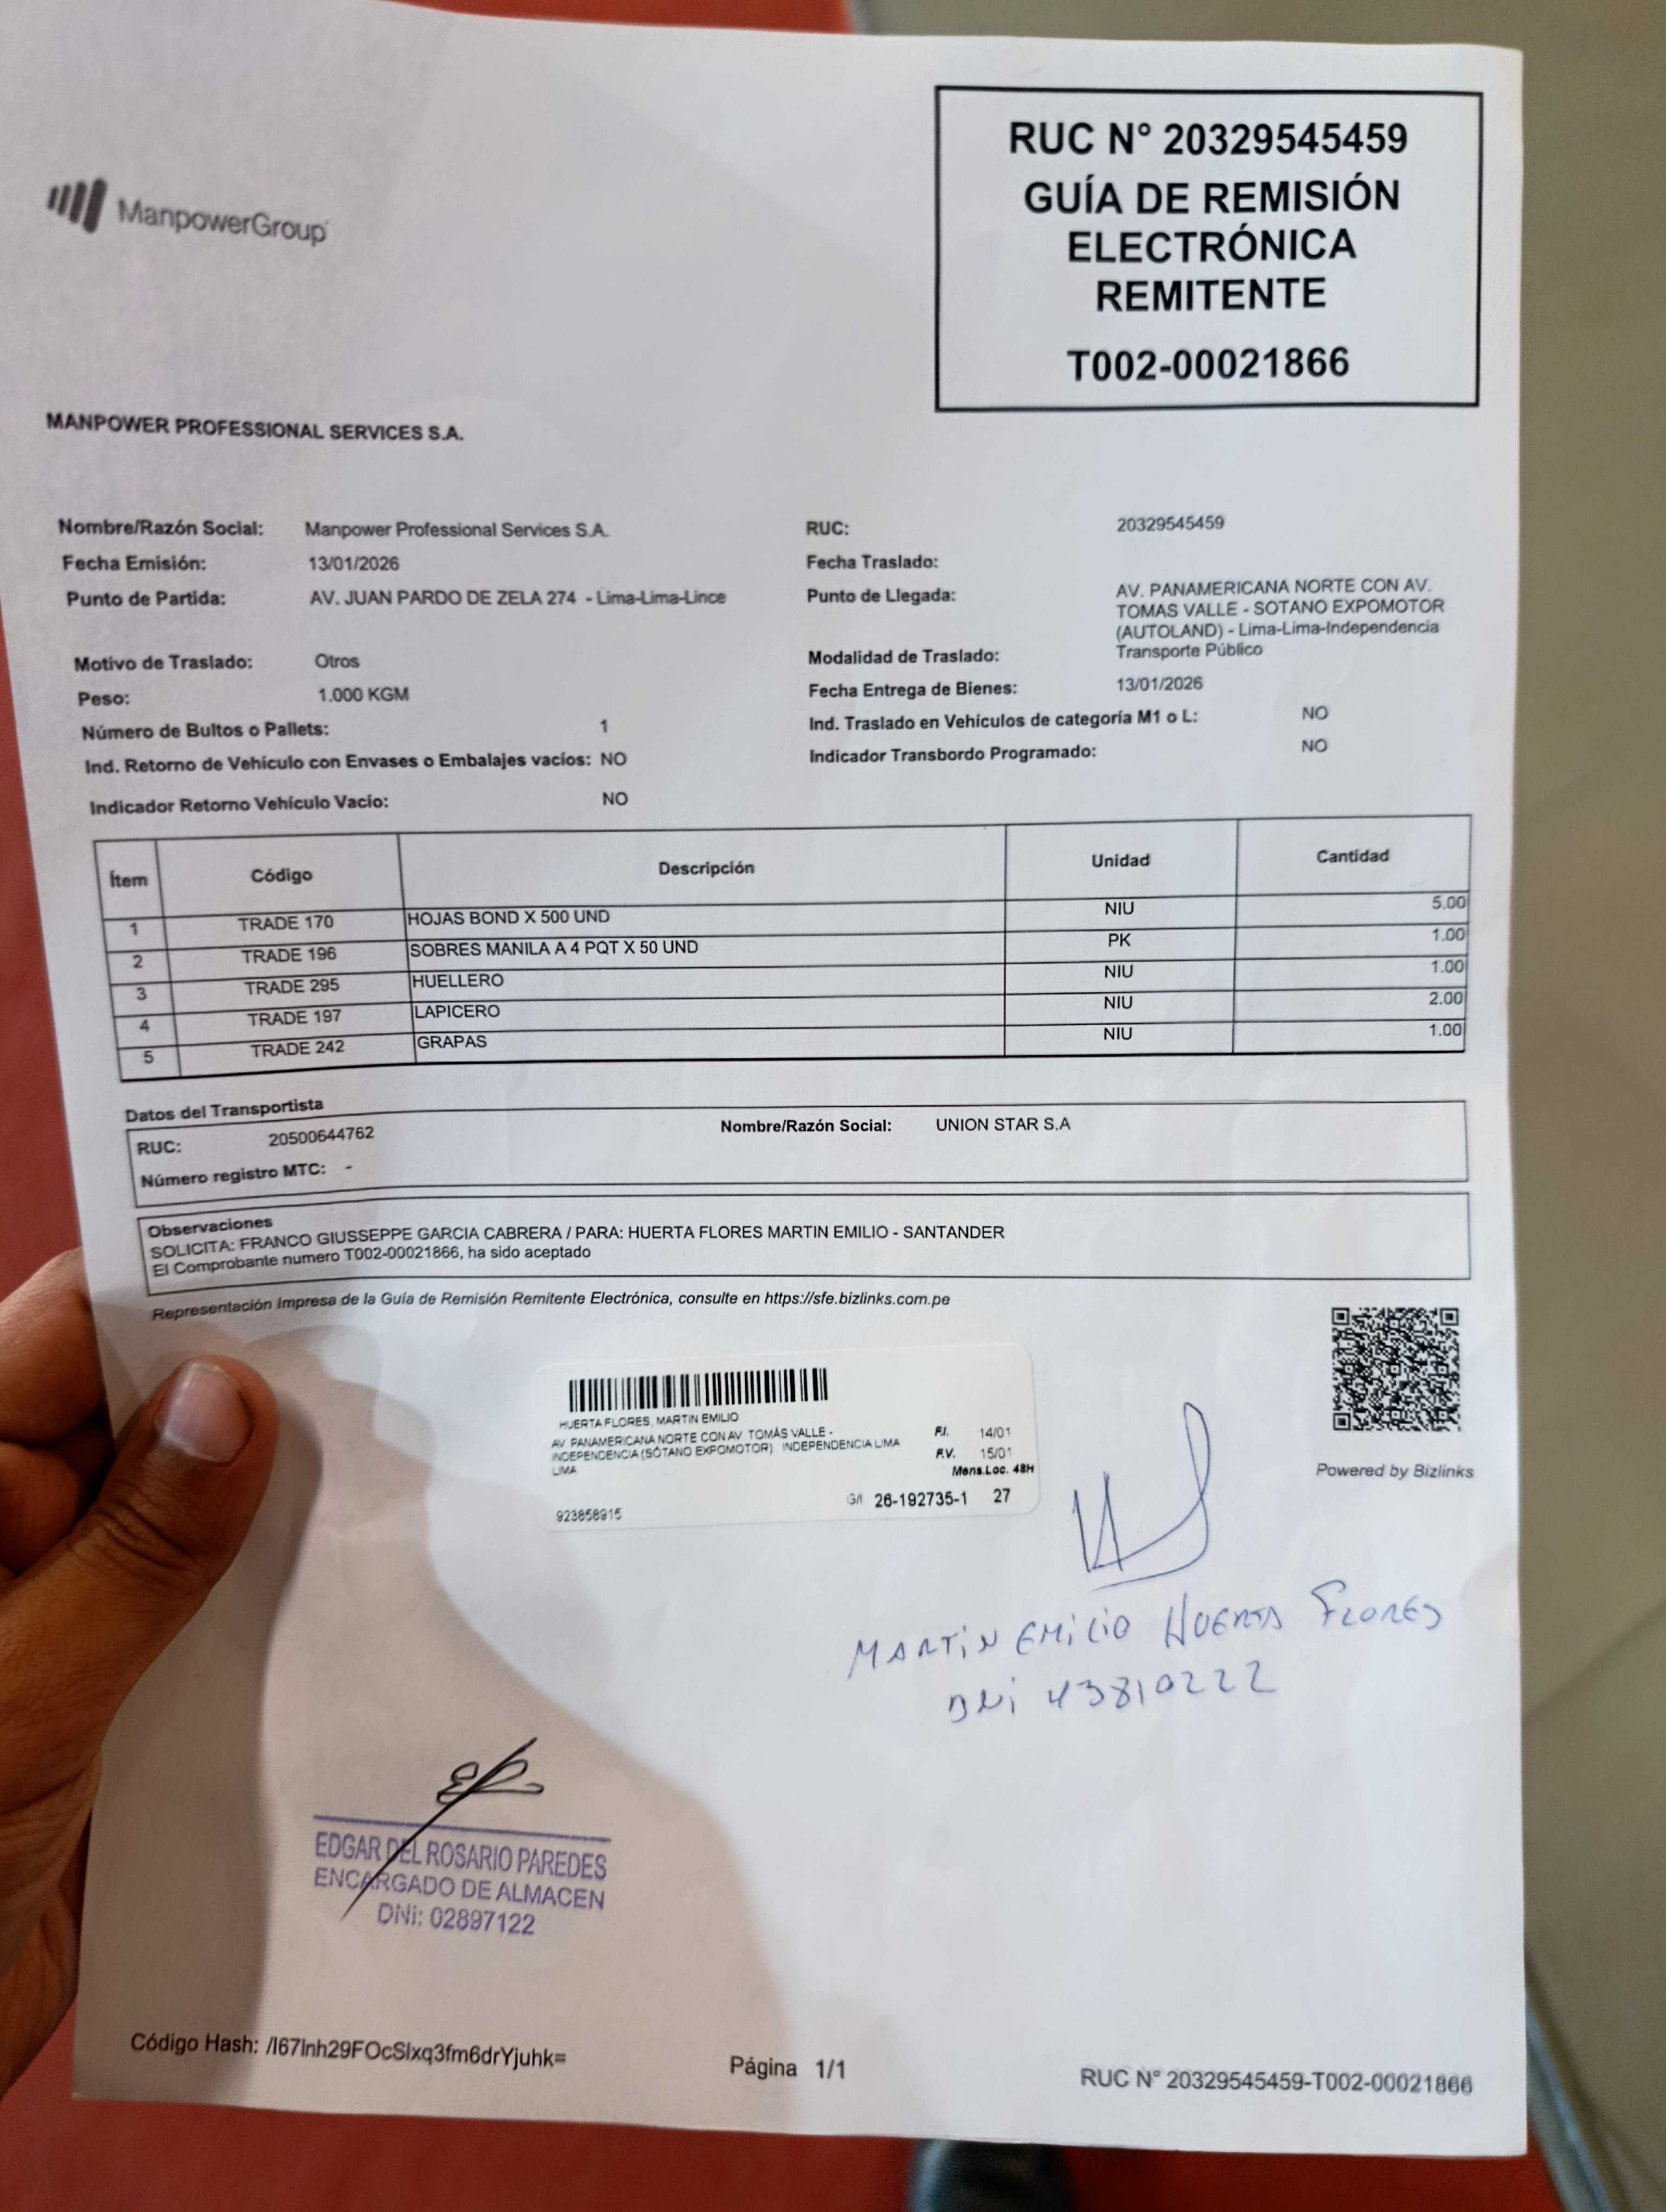 RUC N° 20329545459
GUÍA DE REMISIÓN
ELECTRÓNICA
REMITENTE
T002-00021866
ManpowerGroup
MANPOWER PROFESSIONAL SERVICES S.A.
Nombre/Razón Social: Manpower Professional Services S.A.
RUC: 20329545459
Fecha Emisión: 13/01/2026
Fecha Traslado:
Punto de Partida: AV. JUAN PARDO DE ZELA 274 - Lima-Lima-Lince
Punto de Llegada: AV. PANAMERICANA NORTE CON AV.
TOMAS VALLE - SOTANO EXPOMOTOR
(AUTOLAND) - Lima-Lima-Independencia
Motivo de Traslado: Otros
Modalidad de Traslado: Transporte Público
Peso: 1.000 KGM
Fecha Entrega de Bienes: 13/01/2026
Número de Bultos o Pallets: 1
Ind. Traslado en Vehículos de categoría M1 o L: NO
Ind. Retorno de Vehículo con Envases o Embalajes vacíos: NO
Indicador Transbordo Programado: NO
Indicador Retorno Vehículo Vacio: NO
Ítem Código Descripción Unidad Cantidad
1 TRADE 170 HOJAS BOND X 500 UND NIU 5.00
2 TRADE 196 SOBRES MANILA A 4 PQT X 50 UND PK 1.00
3 TRADE 295 HUELLERO NIU 1.00
4 TRADE 197 LAPICERO NIU 2.00
5 TRADE 242 GRAPAS NIU 1.00
Datos del Transportista
RUC: 20500644762 Nombre/Razón Social: UNION STAR S.A
Número registro MTC: -
Observaciones
SOLICITA: FRANCO GIUSSEPPE GARCIA CABRERA / PARA: HUERTA FLORES MARTIN EMILIO - SANTANDER
El Comprobante numero T002-00021866, ha sido aceptado
Representación Impresa de la Guía de Remisión Remitente Electrónica, consulte en https://sfe.bizlinks.com.pe
HUERTA FLORES, MARTIN EMILIO
AV PANAMERICANA NORTE CON AV TOMÁS VALLE -
INDEPENDENCIA (SÓTANO EXPOMOTOR) INDEPENDENCIA LIMA
LIMA
F.I. 14/01
F.V. 15/01
Mens.Loc. 48H
G/I 26-192735-1 27
923858915
Powered by Bizlinks
MARTIN EMILIO HUERTA FLORES
DNI 43810222
EDGAR DEL ROSARIO PAREDES
ENCARGADO DE ALMACEN
DNI: 02897122
Código Hash: /I67Inh29FOcSIxq3fm6drYjuhk=
Página 1/1
RUC N° 20329545459-T002-00021866